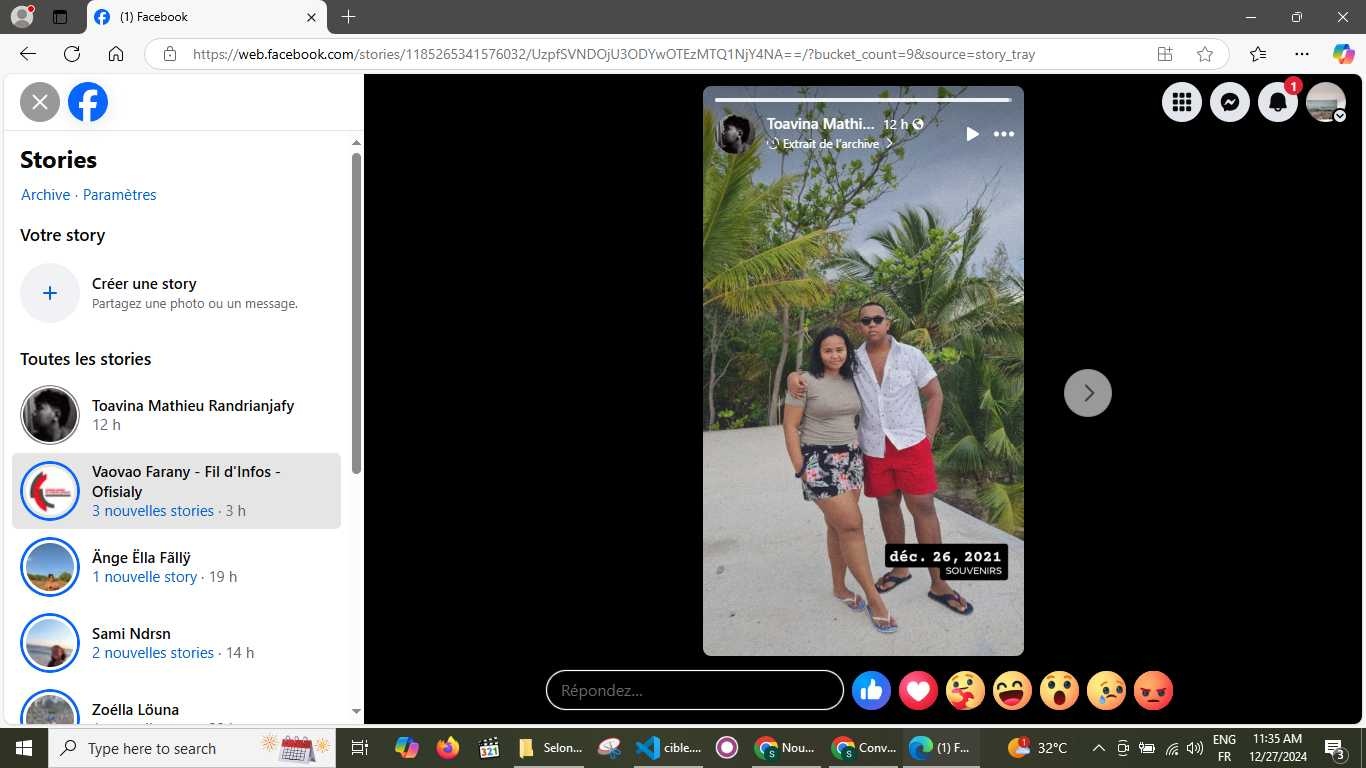 (1) Facebook
https://web.facebook.com/stories/1185265341576032/UzpfSVNDOjU3ODYwOTEzMTQ1NjY4NA==/?bucket_count=9&source=story_tray
1
Stories
Archive · Paramètres
Votre story
Créer une story
Partagez une photo ou un message.
Toutes les stories
Toavina Mathieu Randrianjafy
12 h
Vaovao Farany - Fil d'Infos -
Ofisialy
3 nouvelles stories · 3 h
Änge Ëlla Fãllÿ
1 nouvelle story · 19 h
Sami Ndrsn
2 nouvelles stories · 14 h
Zoélla Löuna
Toavina Mathi... 12 h
Extrait de l'archive
déc. 26, 2021
SOUVENIRS
Répondez...
Type here to search
321
Selon...
cible....
Nou...
Conv...
(1) F...
32°C
ENG
FR
11:35 AM
12/27/2024
3